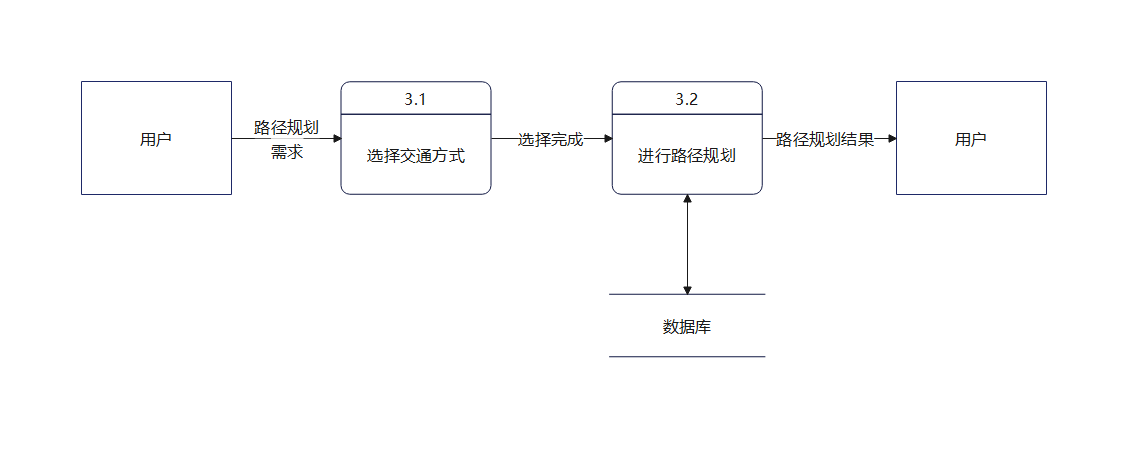 用户
路径规划
需求
3.1
选择交通方式
选择完成
3.2
进行路径规划
路径规划结果
用户
数据库